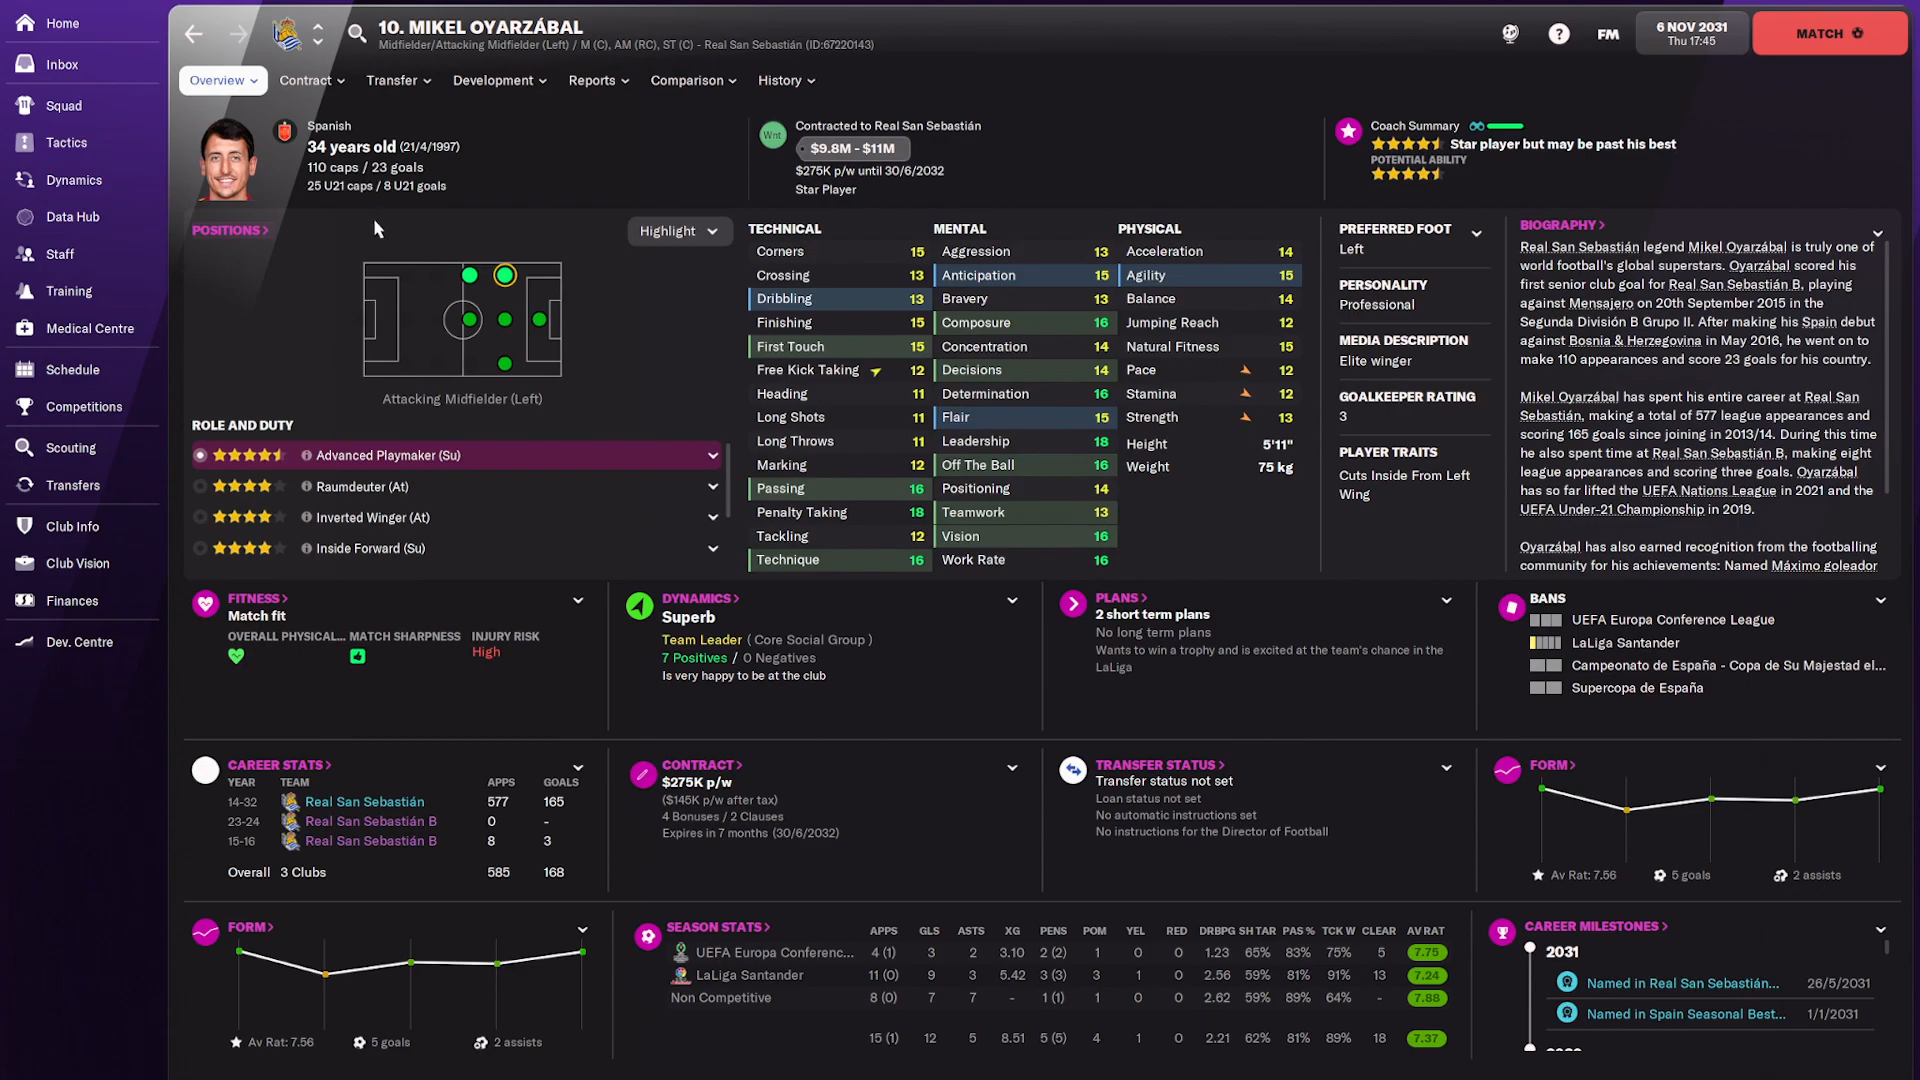 Home
Inbox
Squad
Tactics
Dynamics
Data Hub
Staff
Training
Medical Centre
Schedule
Competitions
Scouting
Transfers
Club Info
Club Vision
Finances
Dev. Centre
10. MIKEL OYARZÁBAL
Midfielder/Attacking Midfielder (Left) / M (C), AM (RC), ST (C) - Real San Sebastián (ID:67220143)
FM
6 NOV 2031
Thu 17:45
MATCH
Overview
Contract
Transfer
Development
Reports
Comparison
History
Spanish
34 years old (21/4/1997)
110 caps / 23 goals
25 U21 caps / 8 U21 goals
Wnt
Contracted to Real San Sebastián
$9.8M - $11M
$275K p/w until 30/6/2032
Star Player
Coach Summary
Star player but may be past his best
POTENTIAL ABILITY
POSITIONS >
Highlight
Attacking Midfielder (Left)
ROLE AND DUTY
Advanced Playmaker (Su)
Raumdeuter (At)
Inverted Winger (At)
Inside Forward (Su)
TECHNICAL
Corners 15
Crossing 13
Dribbling 13
Finishing 15
First Touch 15
Free Kick Taking 12
Heading 11
Long Shots 11
Long Throws 11
Marking 12
Passing 16
Penalty Taking 18
Tackling 12
Technique 16
MENTAL
Aggression 13
Anticipation 15
Bravery 13
Composure 16
Concentration 14
Decisions 14
Determination 16
Flair 15
Leadership 18
Off The Ball 16
Positioning 14
Teamwork 13
Vision 16
Work Rate 16
PHYSICAL
Acceleration 14
Agility 15
Balance 14
Jumping Reach 12
Natural Fitness 15
Pace 12
Stamina 12
Strength 13
Height 5'11"
Weight 75 kg
PREFERRED FOOT
Left
PERSONALITY
Professional
MEDIA DESCRIPTION
Elite winger
GOALKEEPER RATING
3
PLAYER TRAITS
Cuts Inside From Left
Wing
BIOGRAPHY >
Real San Sebastián legend Mikel Oyarzábal is truly one of
world football's global superstars. Oyarzábal scored his
first senior club goal for Real San Sebastián B, playing
against Mensajero on 20th September 2015 in the
Segunda División B Grupo II. After making his Spain debut
against Bosnia & Herzegovina in May 2016, he went on to
make 110 appearances and score 23 goals for his country.
Mikel Oyarzábal has spent his entire career at Real San
Sebastián, making a total of 577 league appearances and
scoring 165 goals since joining in 2013/14. During this time
he also spent time at Real San Sebastián B, making eight
league appearances and scoring three goals. Oyarzábal
has so far lifted the UEFA Nations League in 2021 and the
UEFA Under-21 Championship in 2019.
Oyarzábal has also earned recognition from the footballing
community for his achievements: Named Máximo goleador
FITNESS >
Match fit
OVERALL PHYSICAL... MATCH SHARPNESS INJURY RISK
High
DYNAMICS >
Superb
Team Leader ( Core Social Group )
7 Positives / 0 Negatives
Is very happy to be at the club
PLANS >
2 short term plans
No long term plans
Wants to win a trophy and is excited at the team's chance in the
LaLiga
BANS
UEFA Europa Conference League
LaLiga Santander
Campeonato de España - Copa de Su Majestad el...
Supercopa de España
CAREER STATS >
YEAR TEAM APPS GOALS
14-32 Real San Sebastián 577 165
23-24 Real San Sebastián B 0 -
15-16 Real San Sebastián B 8 3
Overall 3 Clubs 585 168
CONTRACT >
$275K p/w
($145K p/w after tax)
4 Bonuses / 2 Clauses
Expires in 7 months (30/6/2032)
TRANSFER STATUS >
Transfer status not set
Loan status not set
No automatic instructions set
No instructions for the Director of Football
FORM >
Av Rat: 7.56 5 goals 2 assists
FORM >
Av Rat: 7.56 5 goals 2 assists
SEASON STATS > APPS GLS ASTS XG PENS POM YEL RED DRBPG SH TAR PAS % TCK W CLEAR AV RAT
UEFA Europa Conferenc... 4 (1) 3 2 3.10 2 (2) 1 0 0 1.23 65% 83% 75% 5 7.75
LaLiga Santander 11 (0) 9 3 5.42 3 (3) 3 1 0 2.56 59% 81% 91% 13 7.24
Non Competitive 8 (0) 7 7 - 1 (1) 1 0 0 2.62 59% 89% 64% - 7.88
15 (1) 12 5 8.51 5 (5) 4 1 0 2.21 62% 81% 89% 18 7.37
CAREER MILESTONES >
2031
Named in Real San Sebastián... 26/5/2031
Named in Spain Seasonal Best... 1/1/2031